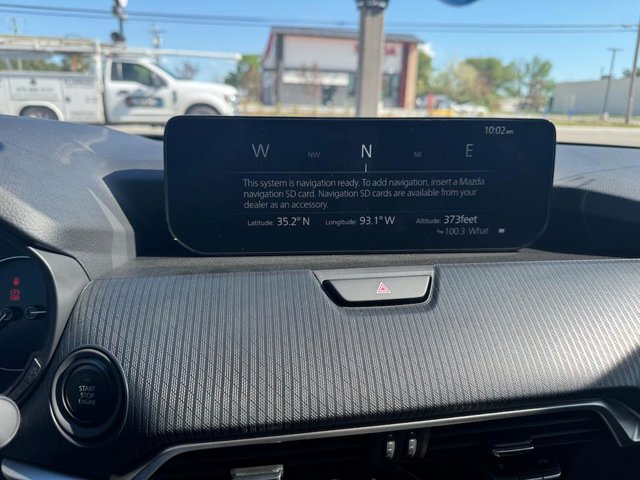 10:02am
W NW N NE E
This system is navigation ready. To add navigation, insert a Mazda
navigation SD card. Navigation SD cards are available from your
dealer as an accessory.
Latitude: 35.2° N Longitude: 93.1° W Altitude: 373feet
100.3 What
START
STOP
ENGINE